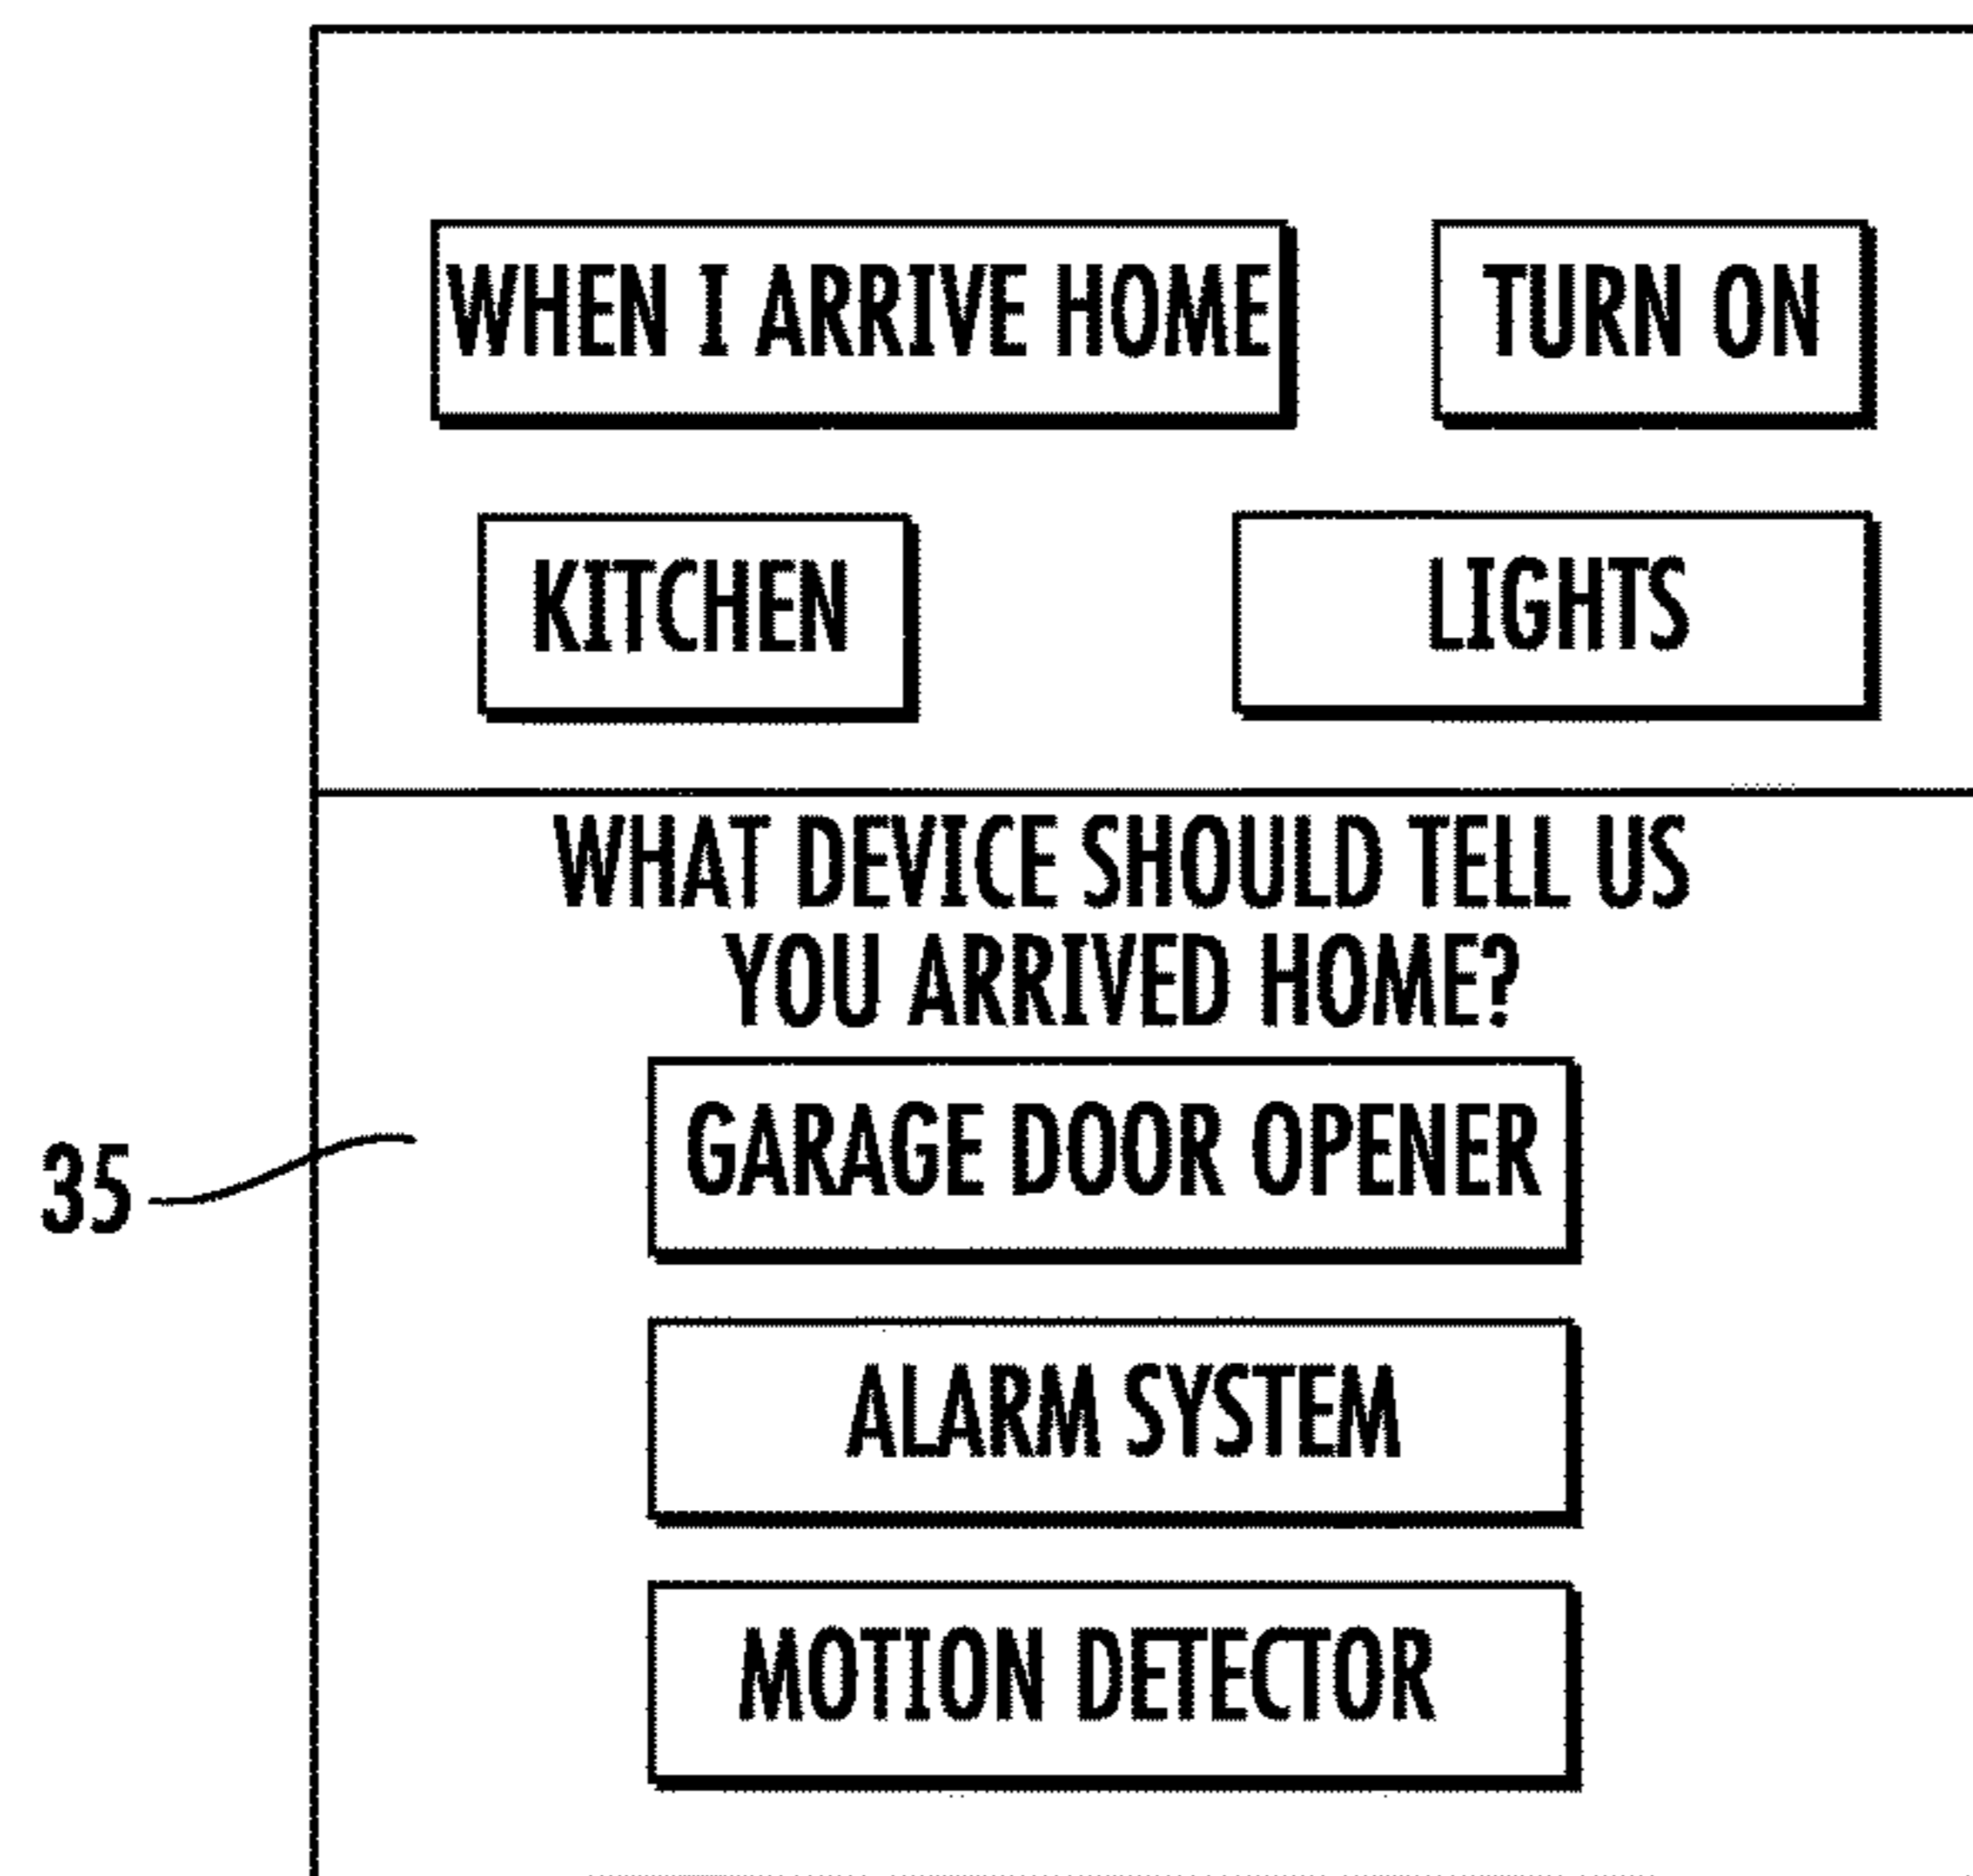 WHEN I ARRIVE HOME
TURN ON
KITCHEN
LIGHTS
WHAT DEVICE SHOULD TELL US
YOU ARRIVED HOME?
GARAGE DOOR OPENER
35
ALARM SYSTEM
MOTION DETECTOR